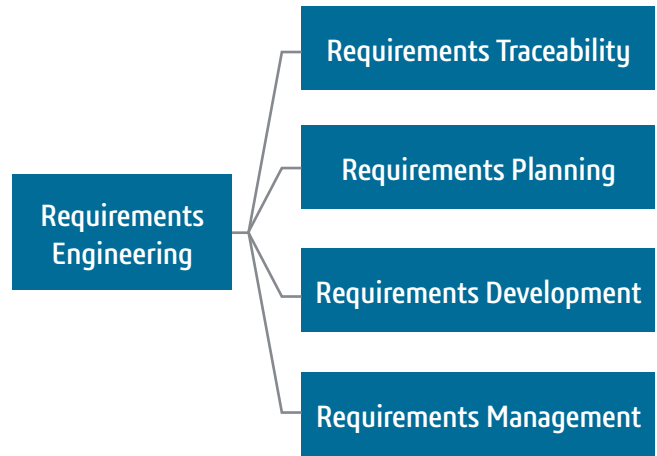 Requirements Traceability
Requirements Planning
Requirements
Engineering
Requirements Development
Requirements Management